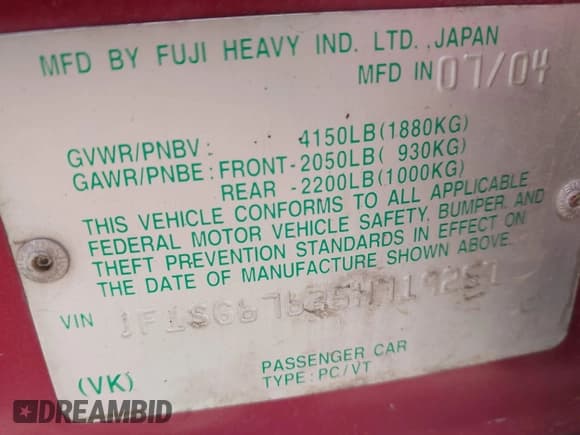 MFD BY FUJI HEAVY IND. LTD., JAPAN
MFD IN 07/04
GVWR/PNBV: 4150LB(1880KG)
GAWR/PNBE: FRONT-2050LB( 930KG)
REAR -2200LB(1000KG)
THIS VEHICLE CONFORMS TO ALL APPLICABLE
FEDERAL MOTOR VEHICLE SAFETY, BUMPER, AND
THEFT PREVENTION STANDARDS IN EFFECT ON
THE DATE OF MANUFACTURE SHOWN ABOVE.
VIN
PASSENGER CAR
(VK) TYPE: PC/VT
DREAMBID